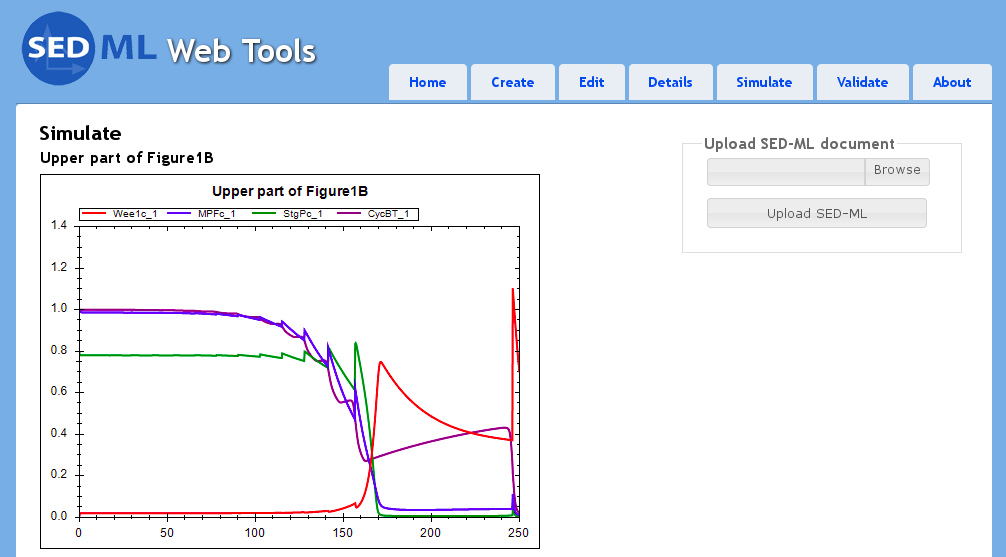 SED ML Web Tools
Home Create Edit Details Simulate Validate About
Simulate
Upper part of Figure1B
Upload SED-ML document
Browse
Upload SED-ML
Upper part of Figure1B
Wee1c_1 MPFc_1 StgPc_1 CycBT_1
1.4
1.2
1.0
0.8
0.6
0.4
0.2
0.0
0 50 100 150 200 250